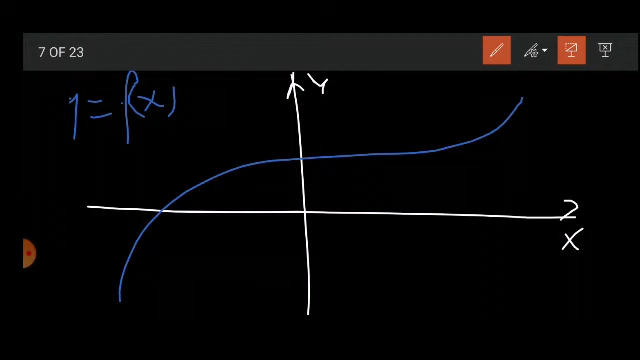 7 OF 23
y = f(x)
Y
X